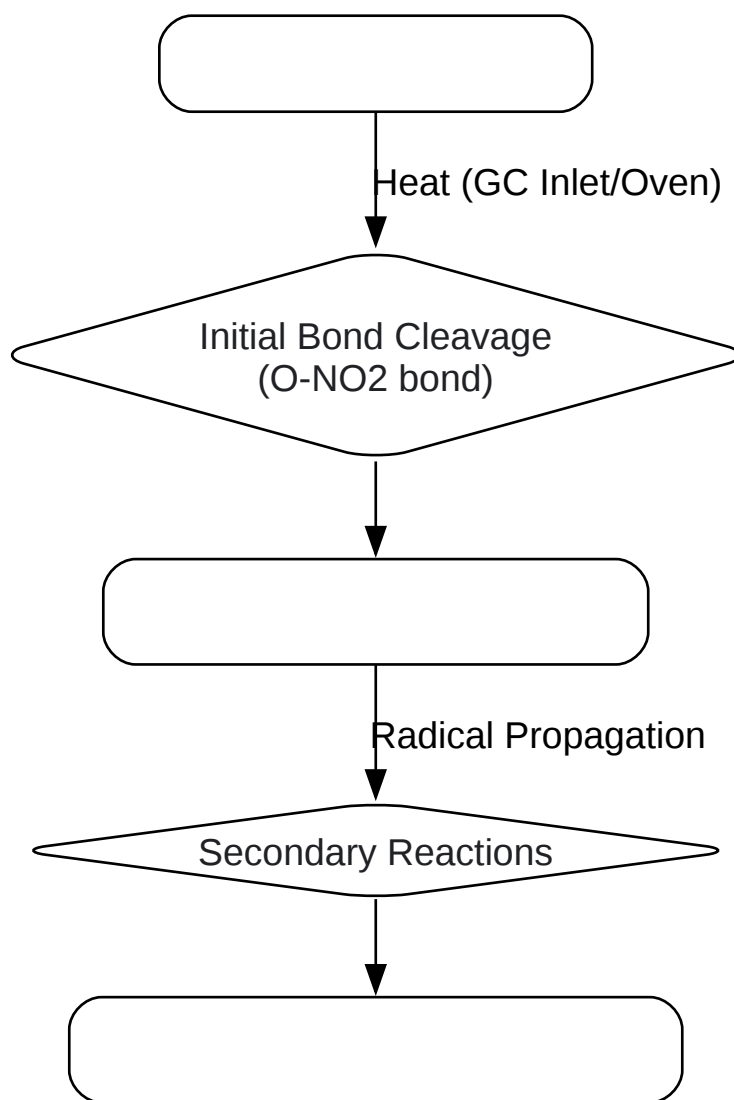 Heat (GC Inlet/Oven)
Initial Bond Cleavage
(O-NO2 bond)
Radical Propagation
Secondary Reactions